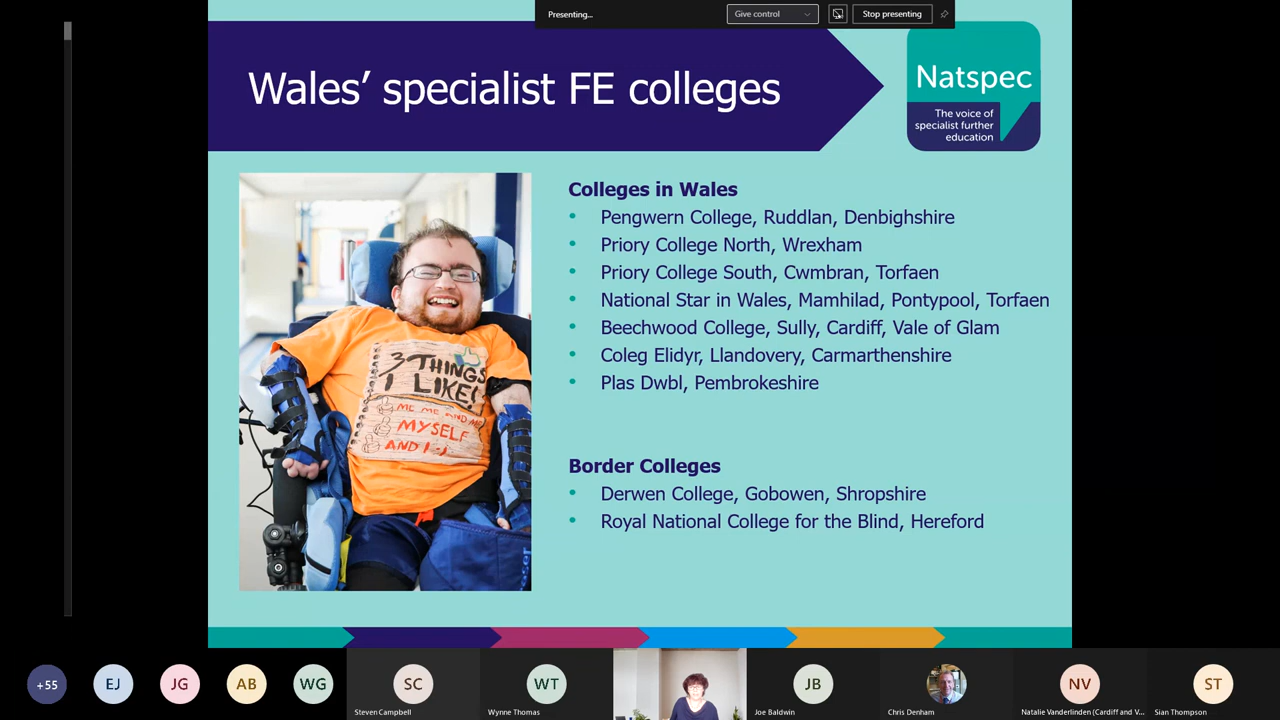 Presenting...
Give control
Stop presenting
Wales’ specialist FE colleges
Natspec
The voice of
specialist further
education
3 THINGS
I LIKE!
ME ME AND ME
MYSELF
AND I :-)
Colleges in Wales
• Pengwern College, Ruddlan, Denbighshire
• Priory College North, Wrexham
• Priory College South, Cwmbran, Torfaen
• National Star in Wales, Mamhilad, Pontypool, Torfaen
• Beechwood College, Sully, Cardiff, Vale of Glam
• Coleg Elidyr, Llandovery, Carmarthenshire
• Plas Dwbl, Pembrokeshire
Border Colleges
• Derwen College, Gobowen, Shropshire
• Royal National College for the Blind, Hereford
+55
EJ
JG
AB
WG
SC
WT
JB
NV
ST
Steven Campbell
Wynne Thomas
Joe Baldwin
Chris Denham
Natalie Vanderlinden (Cardiff and V...
Sian Thompson